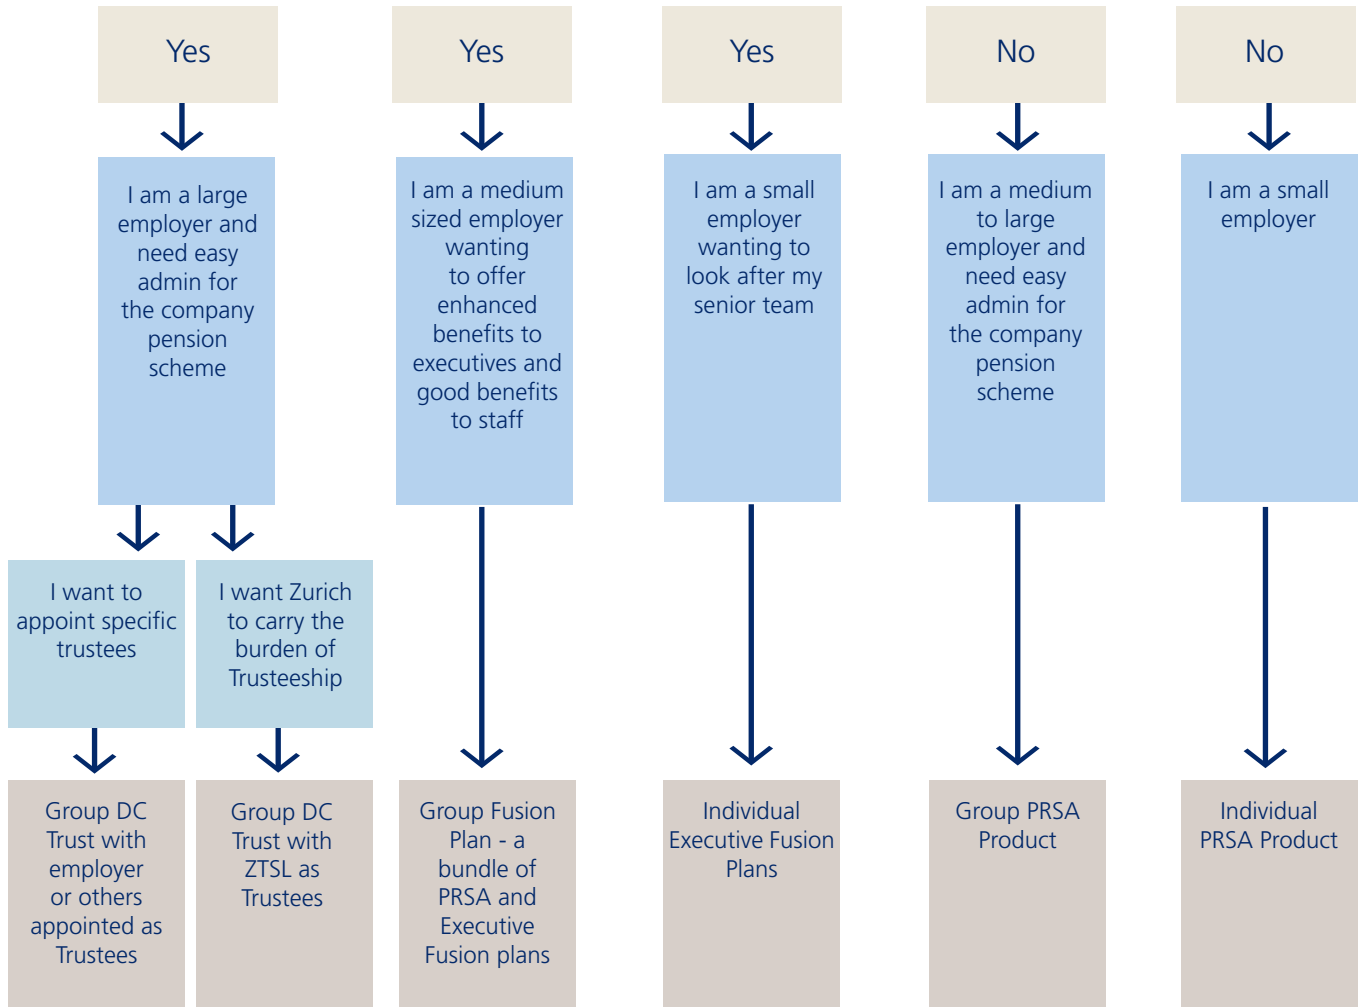 Yes
Yes
Yes
No
No
I am a large
employer and
need easy
admin for
the company
pension
scheme
I am a medium
sized employer
wanting
to offer
enhanced
benefits to
executives and
good benefits
to staff
I am a small
employer
wanting to
look after my
senior team
I am a medium
to large
employer and
need easy
admin for
the company
pension
scheme
I am a small
employer
I want to
appoint specific
trustees
I want Zurich
to carry the
burden of
Trusteeship
Group DC
Trust with
employer
or others
appointed as
Trustees
Group DC
Trust with
ZTSL as
Trustees
Group Fusion
Plan - a
bundle of
PRSA and
Executive
Fusion plans
Individual
Executive Fusion
Plans
Group PRSA
Product
Individual
PRSA Product